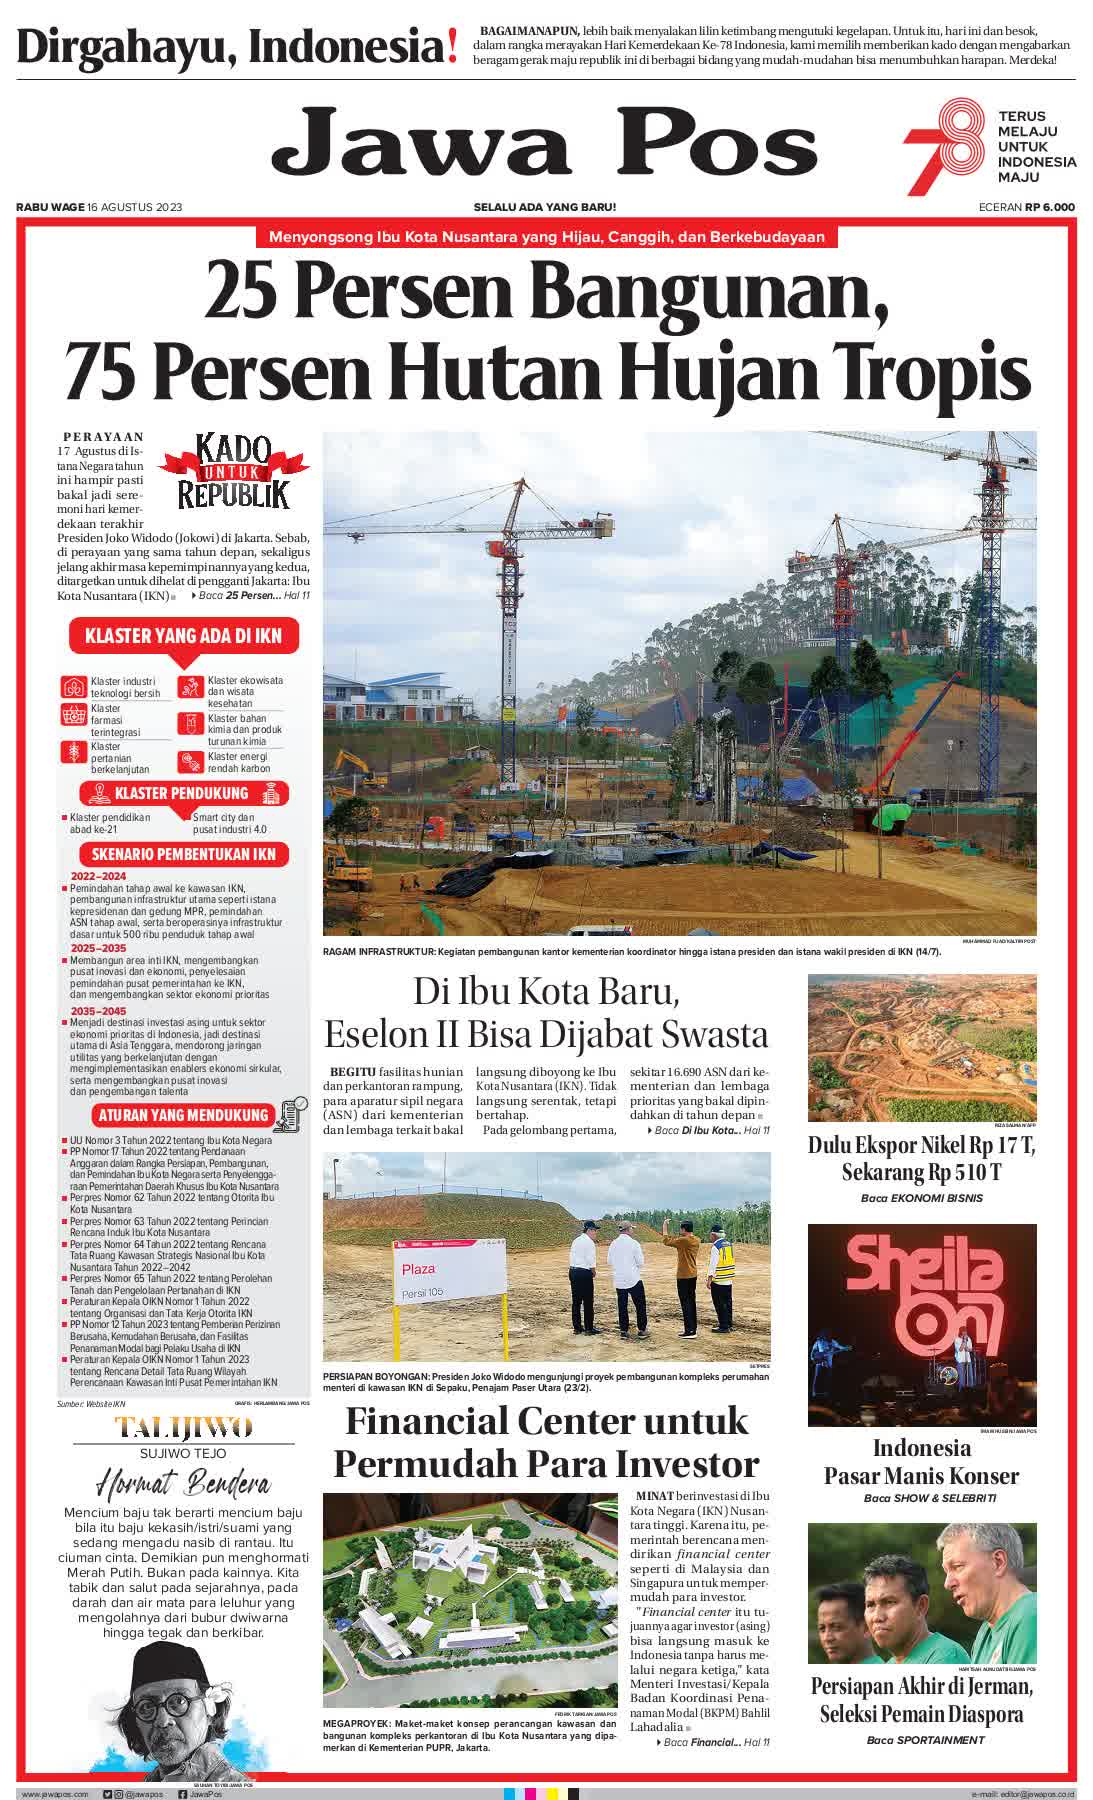 Dirgahayu, Indonesia!
BAGAIMANAPUN, lebih baik menyalakan lilin ketimbang mengutuki kegelapan. Untuk itu, hari ini dan besok,
dalam rangka merayakan Hari Kemerdekaan Ke-78 Indonesia, kami memilih memberikan kado dengan mengabarkan
beragam gerak maju republik ini di berbagai bidang yang mudah-mudahan bisa menumbuhkan harapan. Merdeka!
Jawa Pos
78
TERUS
MELAJU
UNTUK
INDONESIA
MAJU
RABU WAGE 16 AGUSTUS 2023
SELALU ADA YANG BARU!
ECERAN RP 6.000
Menyongsong Ibu Kota Nusantara yang Hijau, Canggih, dan Berkebudayaan
25 Persen Bangunan,
75 Persen Hutan Hujan Tropis
PERAYAAN
17 Agustus di Is-
tana Negara tahun
ini hampir pasti
bakal jadi sere-
moni hari kemer-
dekaan terakhir
Presiden Joko Widodo (Jokowi) di Jakarta. Sebab,
di perayaan yang sama tahun depan, sekaligus
jelang akhir masa kepemimpinannya yang kedua,
ditargetkan untuk dihelat di pengganti Jakarta: Ibu
Kota Nusantara (IKN)
Baca 25 Persen... Hal 11
KADO
UNTUK
REPUBLIK
KLASTER YANG ADA DI IKN
Klaster industri
teknologi bersih
Klaster
farmasi
terintegrasi
Klaster
pertanian
berkelanjutan
Klaster ekowisata
dan wisata
kesehatan
Klaster bahan
kimia dan produk
turunan kimia
Klaster energi
rendah karbon
KLASTER PENDUKUNG
Klaster pendidikan
abad ke-21
Smart city dan
pusat industri 4.0
SKENARIO PEMBENTUKAN IKN
2022–2024
Pemindahan tahap awal ke kawasan IKN,
pembangunan infrastruktur utama seperti istana
kepresidenan dan gedung MPR, pemindahan
ASN tahap awal, serta beroperasinya infrastruktur
dasar untuk 500 ribu penduduk tahap awal
2025–2035
Membangun area inti IKN, mengembangkan
pusat inovasi dan ekonomi, penyelesaian
pemindahan pusat pemerintahan ke IKN,
dan mengembangkan sektor ekonomi prioritas
2035–2045
Menjadi destinasi investasi asing untuk sektor
ekonomi prioritas di Indonesia, jadi destinasi
utama di Asia Tenggara, mendorong jaringan
utilitas yang berkelanjutan dengan
mengimplementasikan enablers ekonomi sirkular,
serta mengembangkan pusat inovasi
dan pengembangan talenta
ATURAN YANG MENDUKUNG
UU Nomor 3 Tahun 2022 tentang Ibu Kota Negara
PP Nomor 17 Tahun 2022 tentang Pendanaan
Anggaran dalam Rangka Persiapan, Pembangunan,
dan Pemindahan Ibu Kota Negara serta Penyelengga-
raan Pemerintahan Daerah Khusus Ibu Kota Nusantara
Perpres Nomor 62 Tahun 2022 tentang Otorita Ibu
Kota Nusantara
Perpres Nomor 63 Tahun 2022 tentang Perincian
Rencana Induk Ibu Kota Nusantara
Perpres Nomor 64 Tahun 2022 tentang Rencana
Tata Ruang Kawasan Strategis Nasional Ibu Kota
Nusantara Tahun 2022–2042
Perpres Nomor 65 Tahun 2022 tentang Perolehan
Tanah dan Pengelolaan Pertanahan di IKN
Peraturan Kepala OIKN Nomor 1 Tahun 2022
tentang Organisasi dan Tata Kerja Otorita IKN
PP Nomor 12 Tahun 2023 tentang Pemberian Perizinan
Berusaha, Kemudahan Berusaha, dan Fasilitas
Penanaman Modal bagi Pelaku Usaha di IKN
Peraturan Kepala OIKN Nomor 1 Tahun 2023
tentang Rencana Detail Tata Ruang Wilayah
Perencanaan Kawasan Inti Pusat Pemerintahan IKN
Sumber: Website IKN
GRAFIS: HERLAMBANG/JAWA POS
TALIJIWO
SUJIWO TEJO
Hormat Bendera
Mencium baju tak berarti mencium baju
bila itu baju kekasih/istri/suami yang
sedang mengadu nasib di rantau. Itu
ciuman cinta. Demikian pun menghormati
Merah Putih. Bukan pada kainnya. Kita
tabik dan salut pada sejarahnya, pada
darah dan air mata para leluhur yang
mengolahnya dari bubur dwiwarna
hingga tegak dan berkibar.
MUHAMMAD FUAD/KALTIM POST
RAGAM INFRASTRUKTUR: Kegiatan pembangunan kantor kementerian koordinator hingga istana presiden dan istana wakil presiden di IKN (14/7).
Di Ibu Kota Baru,
Eselon II Bisa Dijabat Swasta
BEGITU fasilitas hunian
dan perkantoran rampung,
para aparatur sipil negara
(ASN) dari kementerian
dan lembaga terkait bakal
langsung diboyong ke Ibu
Kota Nusantara (IKN). Tidak
langsung serentak, tetapi
bertahap.
Pada gelombang pertama,
sekitar 16.690 ASN dari ke-
menterian dan lembaga
prioritas yang bakal dipin-
dahkan di tahun depan
Baca Di Ibu Kota... Hal 11
Plaza
Persil 105
SETPRES
PERSIAPAN BOYONGAN: Presiden Joko Widodo mengunjungi proyek pembangunan kompleks perumahan
menteri di kawasan IKN di Sepaku, Penajam Paser Utara (23/2).
Financial Center untuk
Permudah Para Investor
FEDRIK TARIGAN/JAWA POS
MEGAPROYEK: Maket-maket konsep perancangan kawasan dan
bangunan kompleks perkantoran di Ibu Kota Nusantara yang dipa-
merkan di Kementerian PUPR, Jakarta.
MINAT berinvestasi di Ibu
Kota Negara (IKN) Nusan-
tara tinggi. Karena itu, pe-
merintah berencana men-
dirikan financial center
seperti di Malaysia dan
Singapura untuk memper-
mudah para investor.
"Financial center itu tu-
juannya agar investor (asing)
bisa langsung masuk ke
Indonesia tanpa harus me-
lalui negara ketiga," kata
Menteri Investasi/Kepala
Badan Koordinasi Pena-
naman Modal (BKPM) Bahlil
Lahadalia
Baca Financial... Hal 11
Dulu Ekspor Nikel Rp 17 T,
Sekarang Rp 510 T
Baca EKONOMI BISNIS
Sheila
On7
Indonesia
Pasar Manis Konser
Baca SHOW & SELEBRITI
Persiapan Akhir di Jerman,
Seleksi Pemain Diaspora
Baca SPORTAINMENT
www.jawapos.com
@jawapos
JawaPos
e-mail: editor@jawapos.co.id